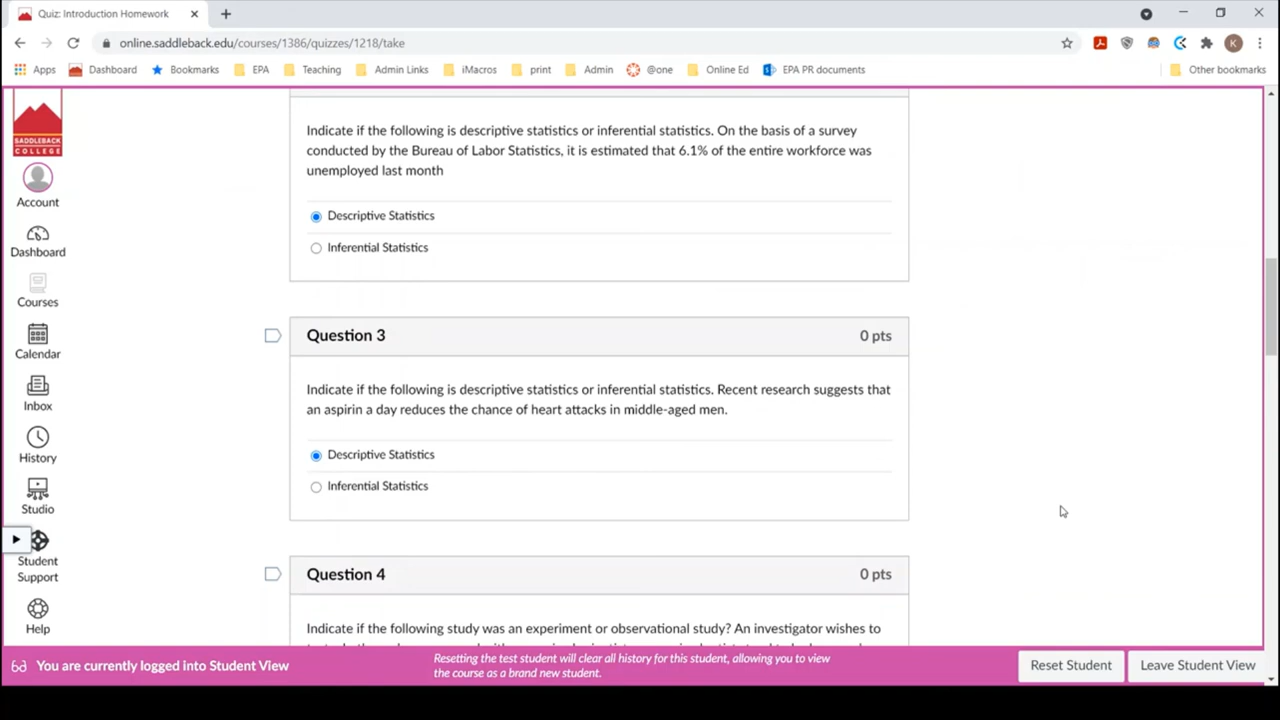 Quiz: Introduction Homework
online.saddleback.edu/courses/1386/quizzes/1218/take
K
Apps Dashboard Bookmarks EPA Teaching Admin Links iMacros print Admin @one Online Ed EPA PR documents Other bookmarks
SADDLEBACK
COLLEGE
Account
Dashboard
Courses
Calendar
Inbox
History
Studio
Student
Support
Help
Indicate if the following is descriptive statistics or inferential statistics. On the basis of a survey
conducted by the Bureau of Labor Statistics, it is estimated that 6.1% of the entire workforce was
unemployed last month
Descriptive Statistics
Inferential Statistics
Question 3 0 pts
Indicate if the following is descriptive statistics or inferential statistics. Recent research suggests that
an aspirin a day reduces the chance of heart attacks in middle-aged men.
Descriptive Statistics
Inferential Statistics
Question 4 0 pts
Indicate if the following study was an experiment or observational study? An investigator wishes to
You are currently logged into Student View
Resetting the test student will clear all history for this student, allowing you to view
the course as a brand new student.
Reset Student
Leave Student View